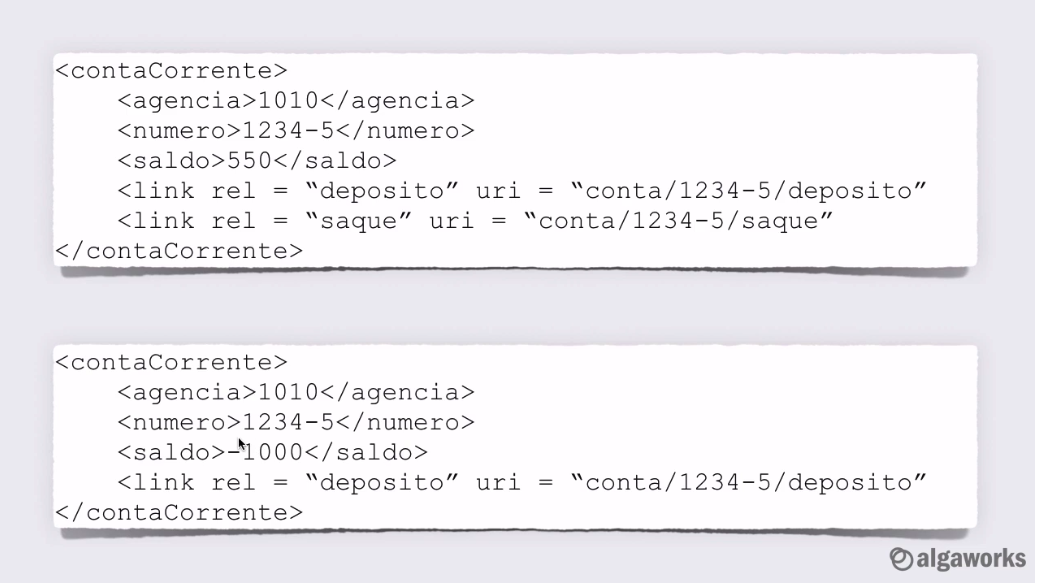 <contaCorrente>
<agencia>1010</agencia>
<numero>1234-5</numero>
<saldo>550</saldo>
<link rel = “deposito” uri = “conta/1234-5/deposito”
<link rel = “saque” uri = “conta/1234-5/saque”
</contaCorrente>
<contaCorrente>
<agencia>1010</agencia>
<numero>1234-5</numero>
<saldo>-1000</saldo>
<link rel = “deposito” uri = “conta/1234-5/deposito”
</contaCorrente>
algaworks